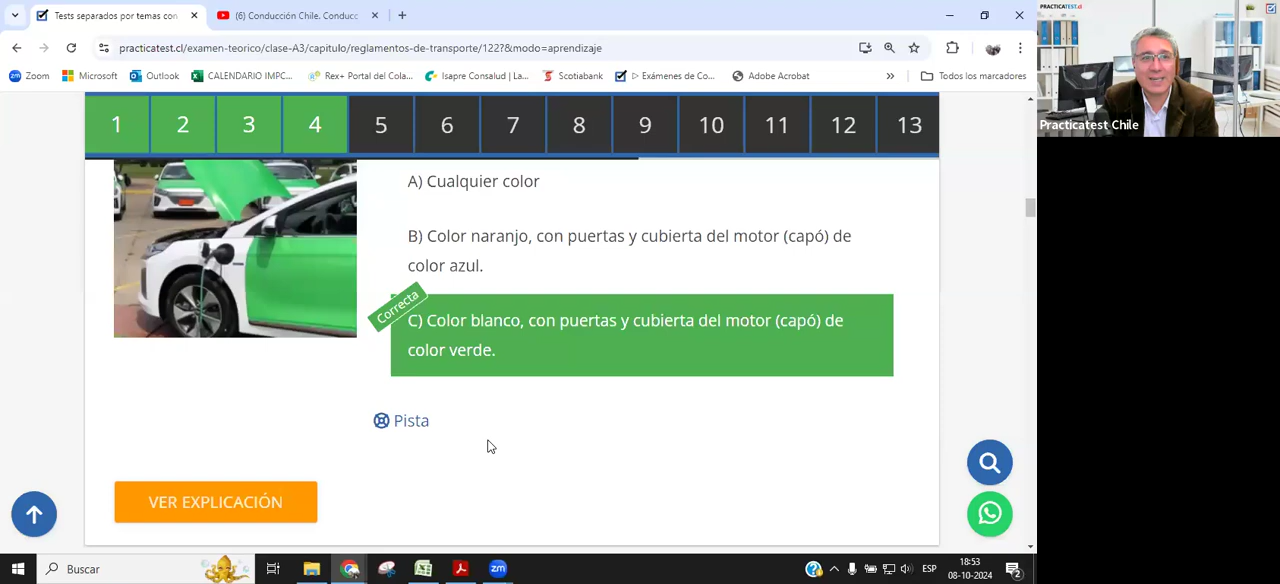 Tests separados por temas con
(6) Conducción Chile. Conducc
practicatest.cl/examen-teorico/clase-A3/capitulo/reglamentos-de-transporte/122?&modo=aprendizaje
Zoom
Microsoft
Outlook
CALENDARIO IMPC...
Rex+ Portal del Cola...
Isapre Consalud | La...
Scotiabank
▷ Exámenes de Co...
Adobe Acrobat
»
Todos los marcadores
PRACTICATEST.cl
Practicatest Chile
1 2 3 4 5 6 7 8 9 10 11 12 13
A) Cualquier color
B) Color naranjo, con puertas y cubierta del motor (capó) de
color azul.
Correcta
C) Color blanco, con puertas y cubierta del motor (capó) de
color verde.
Pista
VER EXPLICACIÓN
Buscar
zm
ESP
18:53
08-10-2024
2